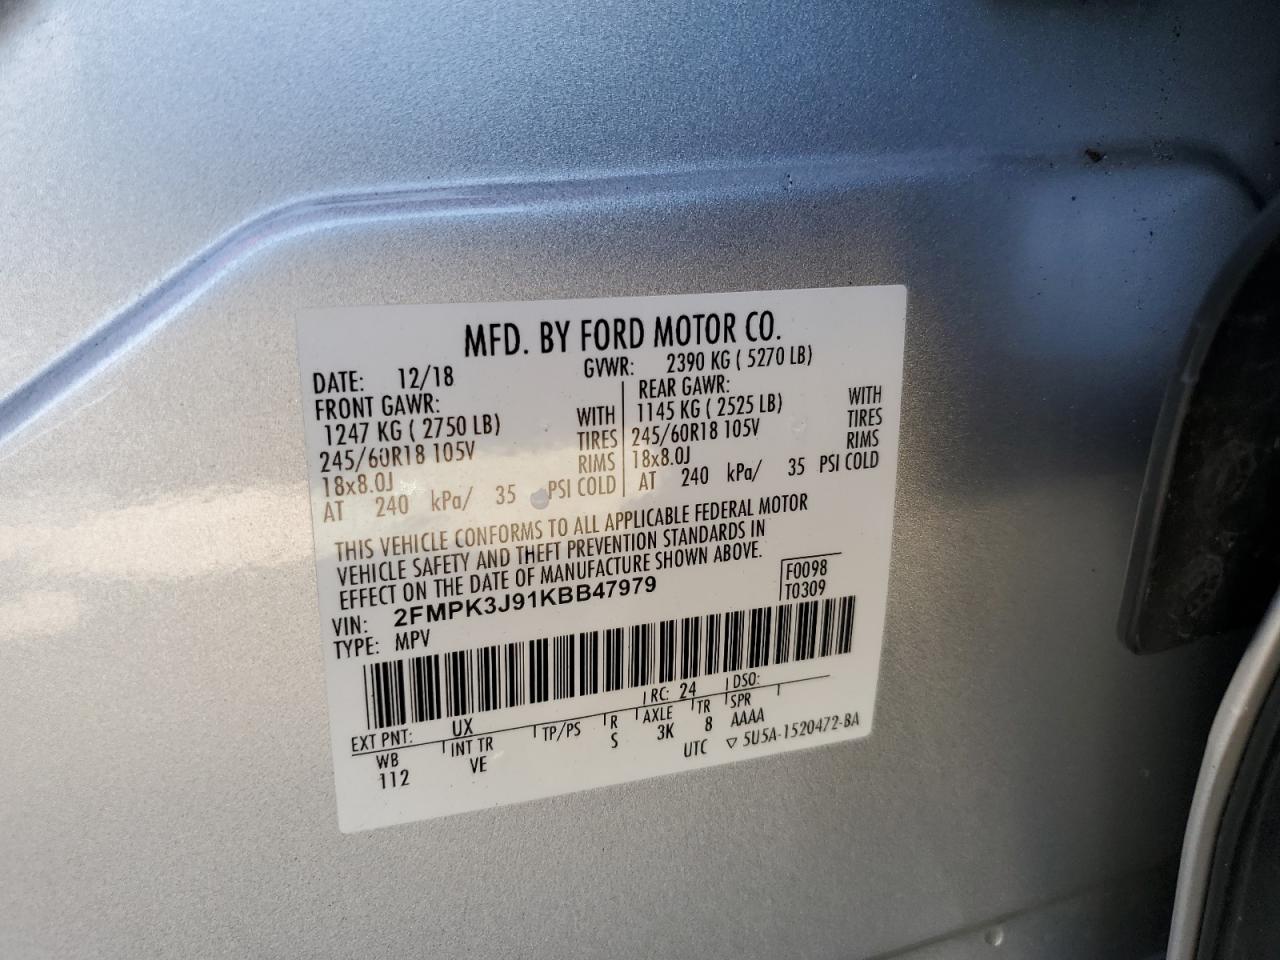 MFD. BY FORD MOTOR CO.
DATE: 12/18 GVWR: 2390 KG ( 5270 LB)
FRONT GAWR: REAR GAWR:
1247 KG ( 2750 LB) WITH 1145 KG ( 2525 LB) WITH
245/60R18 105V TIRES 245/60R18 105V TIRES
18x8.0J RIMS 18x8.0J RIMS
AT 240 kPa/ 35 PSI COLD AT 240 kPa/ 35 PSI COLD
THIS VEHICLE CONFORMS TO ALL APPLICABLE FEDERAL MOTOR
VEHICLE SAFETY AND THEFT PREVENTION STANDARDS IN
EFFECT ON THE DATE OF MANUFACTURE SHOWN ABOVE.
VIN: 2FMPK3J91KBB47979 F0098
TYPE: MPV T0309
RC: 24 DSO:
EXT PNT: UX
WB INT TR TP/PS R AXLE TR SPR
112 VE S 3K 8 AAAA
UTC ▽ 5U5A-1520472-BA